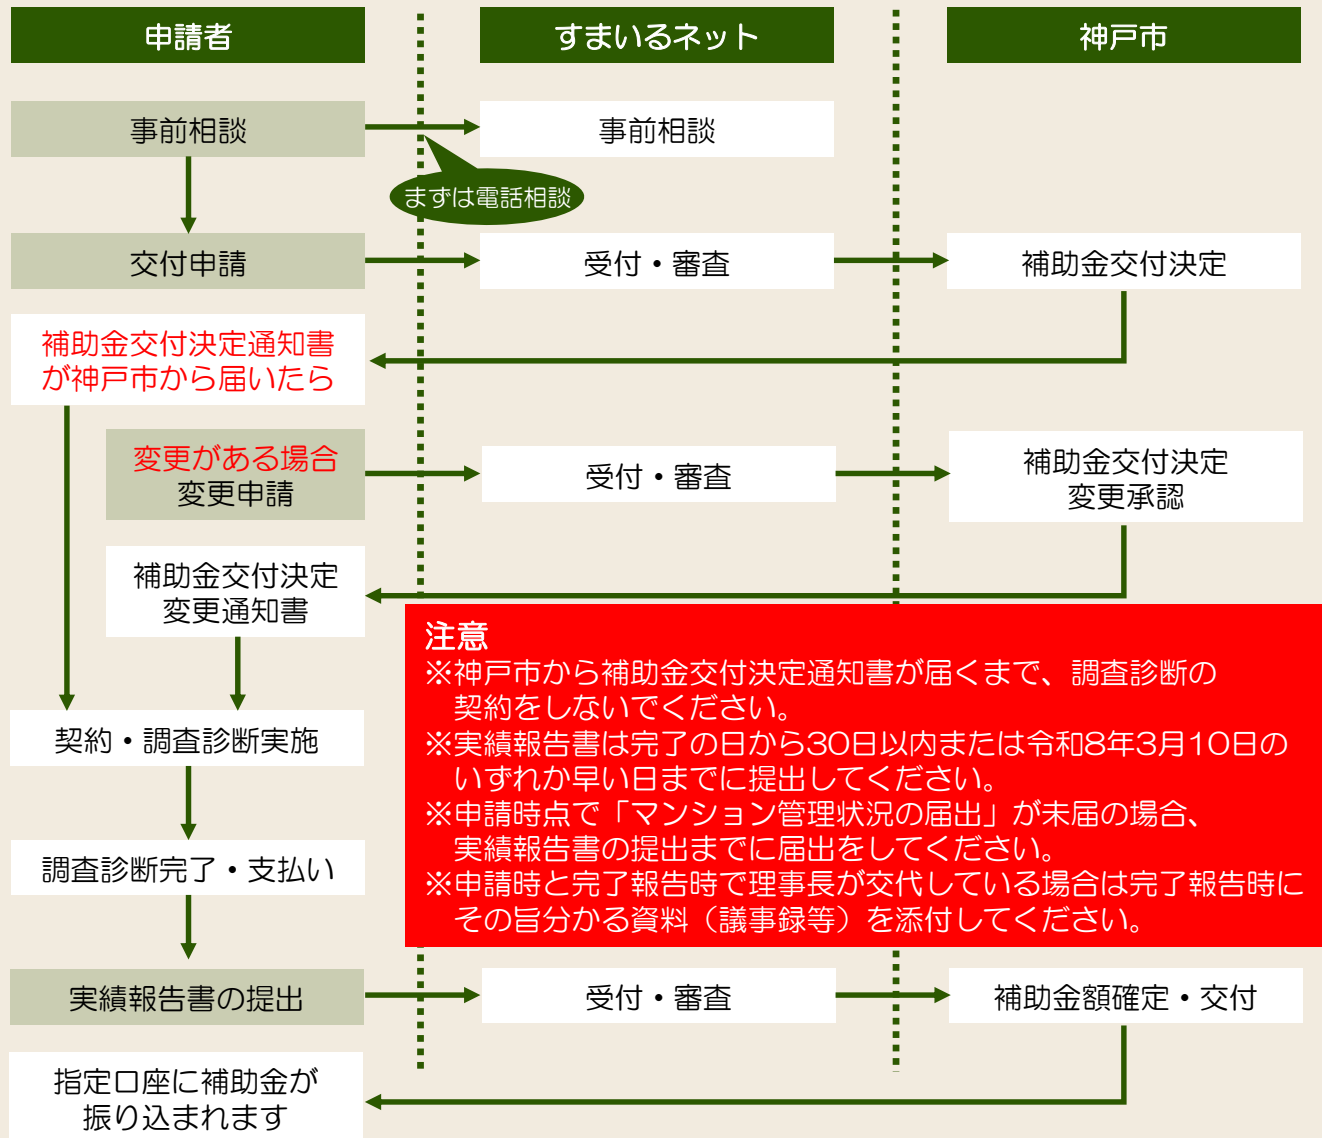 申請者
すまいるネット
神戸市
事前相談
事前相談
まずは電話相談
交付申請
受付・審査
補助金交付決定
補助金交付決定通知書
が神戸市から届いたら
変更がある場合
変更申請
受付・審査
補助金交付決定
変更承認
補助金交付決定
変更通知書
注意
※神戸市から補助金交付決定通知書が届くまで、調査診断の
契約をしないでください。
※実績報告書は完了の日から30日以内または令和8年3月10日の
いずれか早い日までに提出してください。
※申請時点で「マンション管理状況の届出」が未届の場合、
実績報告書の提出までに届出をしてください。
※申請時と完了報告時で理事長が交代している場合は完了報告時に
その旨分かる資料（議事録等）を添付してください。
契約・調査診断実施
調査診断完了・支払い
実績報告書の提出
受付・審査
補助金額確定・交付
指定口座に補助金が
振り込まれます